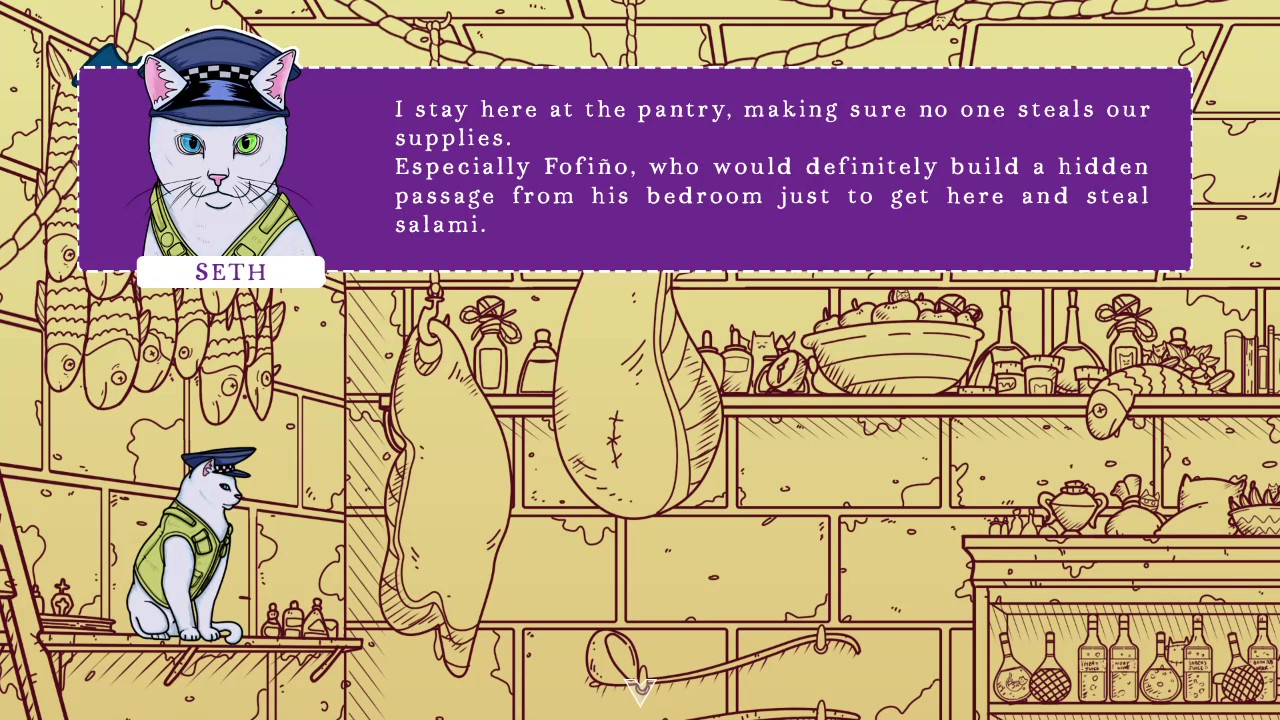 I stay here at the pantry, making sure no one steals our
supplies.
Especially Fofiño, who would definitely build a hidden
passage from his bedroom just to get here and steal
salami.
SETH